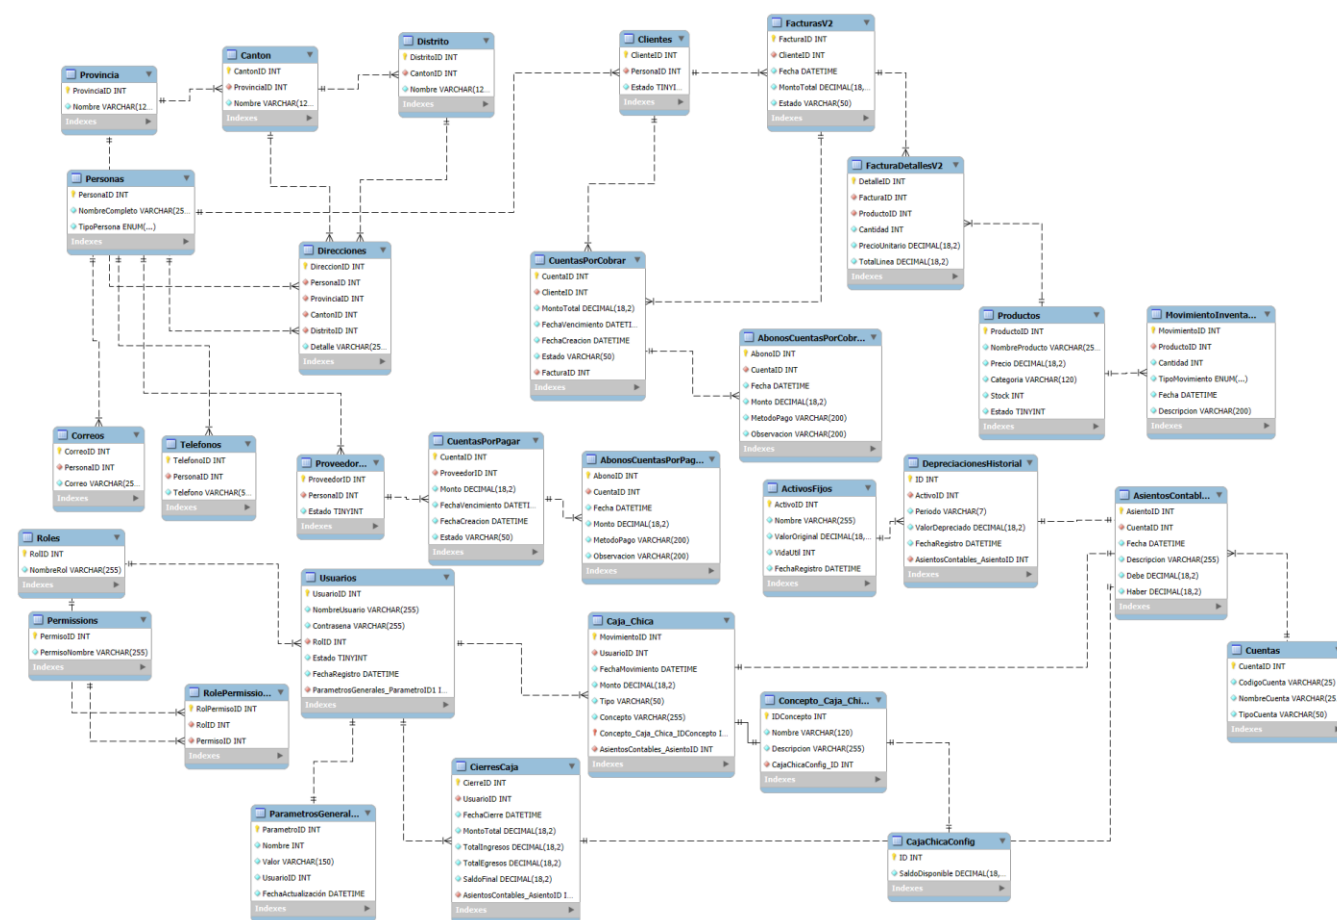 Provincia
ProvinciaID INT
Nombre VARCHAR(12...
Indexes
Canton
CantonID INT
ProvinciaID INT
Nombre VARCHAR(12...
Indexes
Distrito
DistritoID INT
CantonID INT
Nombre VARCHAR(12...
Indexes
Clientes
ClienteID INT
PersonaID INT
Estado TINYI...
Indexes
FacturasV2
FacturaID INT
ClienteID INT
Fecha DATETIME
MontoTotal DECIMAL(18,...
Estado VARCHAR(50)
Indexes
Personas
PersonaID INT
NombreCompleto VARCHAR(25...
TipoPersona ENUM(...)
Indexes
FacturaDetallesV2
DetalleID INT
FacturaID INT
ProductoID INT
Cantidad INT
PrecioUnitario DECIMAL(18,2)
TotalLinea DECIMAL(18,2)
Indexes
Direcciones
DireccionID INT
PersonaID INT
ProvinciaID INT
CantonID INT
DistritoID INT
Detalle VARCHAR(25...
Indexes
CuentasPorCobrar
CuentaID INT
ClienteID INT
MontoTotal DECIMAL(18,2)
FechaVencimiento DATETI...
FechaCreacion DATETIME
Estado VARCHAR(50)
FacturaID INT
Indexes
AbonosCuentasPorCobr...
AbonoID INT
CuentaID INT
Fecha DATETIME
Monto DECIMAL(18,2)
MetodoPago VARCHAR(200)
Observacion VARCHAR(200)
Indexes
Productos
ProductoID INT
NombreProducto VARCHAR(25...
Precio DECIMAL(18,2)
Categoria VARCHAR(120)
Stock INT
Estado TINYINT
Indexes
MovimientoInventa...
MovimientoID INT
ProductoID INT
Cantidad INT
TipoMovimiento ENUM(...)
Fecha DATETIME
Descripcion VARCHAR(200)
Indexes
Correos
CorreoID INT
PersonaID INT
Correo VARCHAR(25...
Indexes
Telefonos
TelefonoID INT
PersonaID INT
Telefono VARCHAR(5...
Indexes
Proveedor...
ProveedorID INT
PersonaID INT
Estado TINYINT
Indexes
CuentasPorPagar
CuentaID INT
ProveedorID INT
Monto DECIMAL(18,2)
FechaVencimiento DATETI...
FechaCreacion DATETIME
Estado VARCHAR(50)
Indexes
AbonosCuentasPorPag...
AbonoID INT
CuentaID INT
Fecha DATETIME
Monto DECIMAL(18,2)
MetodoPago VARCHAR(200)
Observacion VARCHAR(200)
Indexes
ActivosFijos
ActivoID INT
Nombre VARCHAR(255)
ValorOriginal DECIMAL(18,...
VidaUtil INT
FechaRegistro DATETIME
Indexes
DepreciacionesHistorial
ID INT
ActivoID INT
Periodo VARCHAR(7)
ValorDepreciado DECIMAL(18,2)
FechaRegistro DATETIME
AsientosContables_AsientoID INT
Indexes
AsientosContabl...
AsientoID INT
CuentaID INT
Fecha DATETIME
Descripcion VARCHAR(255)
Debe DECIMAL(18,2)
Haber DECIMAL(18,2)
Indexes
Roles
RolID INT
NombreRol VARCHAR(255)
Indexes
Permissions
PermisoID INT
PermisoNombre VARCHAR(255)
Indexes
RolePermissio...
RolPermisoID INT
RolID INT
PermisoID INT
Indexes
Usuarios
UsuarioID INT
NombreUsuario VARCHAR(255)
Contrasena VARCHAR(255)
RolID INT
Estado TINYINT
FechaRegistro DATETIME
ParametrosGenerales_ParametroID1 I...
Indexes
Caja_Chica
MovimientoID INT
UsuarioID INT
FechaMovimiento DATETIME
Monto DECIMAL(18,2)
Tipo VARCHAR(50)
Concepto VARCHAR(255)
Concepto_Caja_Chica_IDConcepto I...
AsientosContables_AsientoID INT
Indexes
Concepto_Caja_Chi...
IDConcepto INT
Nombre VARCHAR(120)
Descripcion VARCHAR(255)
CajaChicaConfig_ID INT
Indexes
Cuentas
CuentaID INT
CodigoCuenta VARCHAR(25)
NombreCuenta VARCHAR(25
TipoCuenta VARCHAR(50)
Indexes
ParametrosGeneral...
ParametroID INT
Nombre INT
Valor VARCHAR(150)
UsuarioID INT
FechaActualización DATETIME
Indexes
CierresCaja
CierreID INT
UsuarioID INT
FechaCierre DATETIME
MontoTotal DECIMAL(18,2)
TotalIngresos DECIMAL(18,2)
TotalEgresos DECIMAL(18,2)
SaldoFinal DECIMAL(18,2)
AsientosContables_AsientoID I...
Indexes
CajaChicaConfig
ID INT
SaldoDisponible DECIMAL(18,...
Indexes